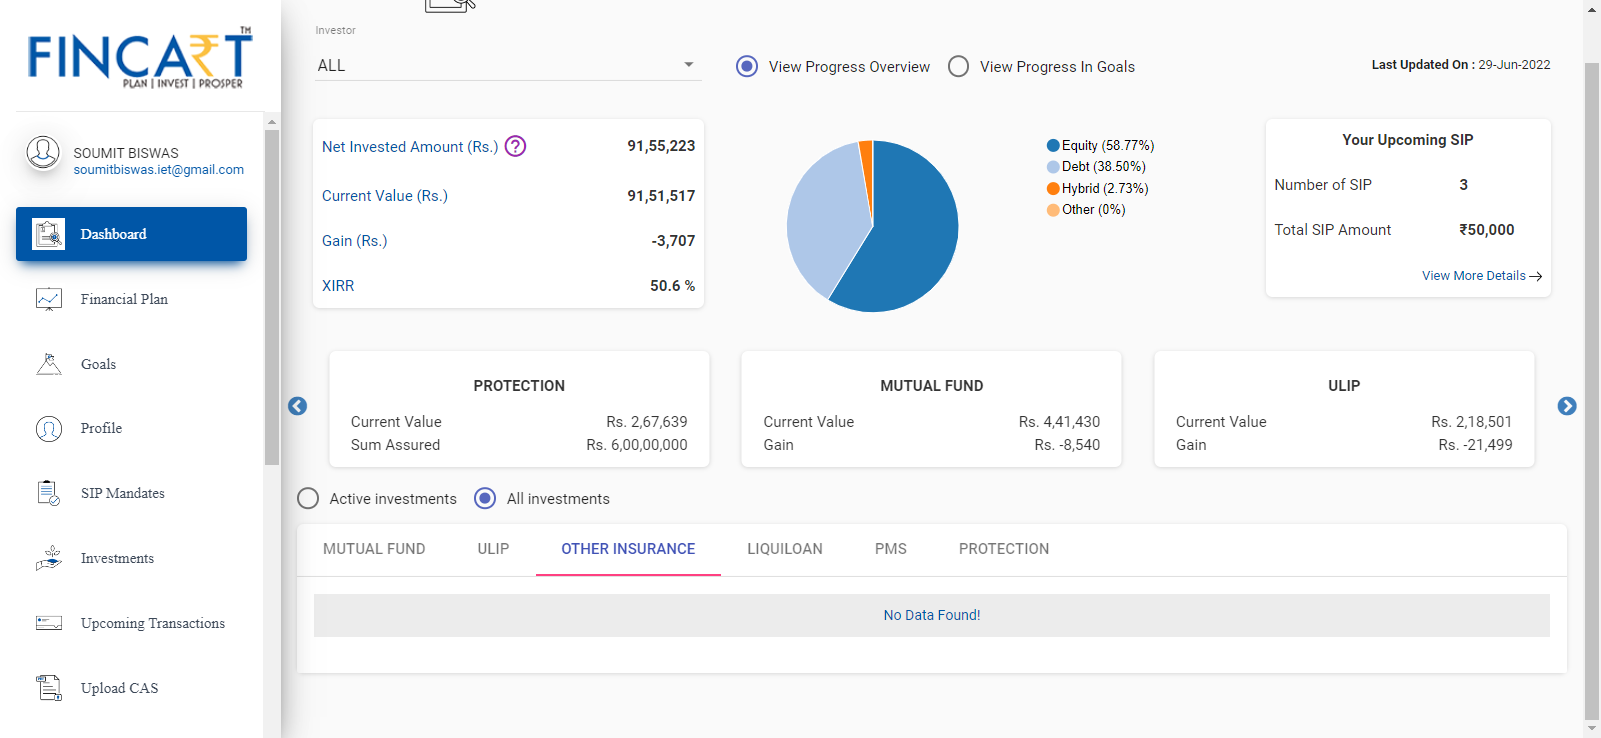 FINCART
TM
PLAN | INVEST | PROSPER
SOUMIT BISWAS
soumitbiswas.iet@gmail.com
Dashboard
Financial Plan
Goals
Profile
SIP Mandates
Investments
Upcoming Transactions
Upload CAS
Investor
ALL
View Progress Overview
View Progress In Goals
Last Updated On : 29-Jun-2022
Net Invested Amount (Rs.) ? 91,55,223
Current Value (Rs.) 91,51,517
Gain (Rs.) -3,707
XIRR 50.6 %
Equity (58.77%)
Debt (38.50%)
Hybrid (2.73%)
Other (0%)
Your Upcoming SIP
Number of SIP 3
Total SIP Amount ₹50,000
View More Details
PROTECTION
Current Value Rs. 2,67,639
Sum Assured Rs. 6,00,00,000
MUTUAL FUND
Current Value Rs. 4,41,430
Gain Rs. -8,540
ULIP
Current Value Rs. 2,18,501
Gain Rs. -21,499
Active investments
All investments
MUTUAL FUND ULIP OTHER INSURANCE LIQUILOAN PMS PROTECTION
No Data Found!